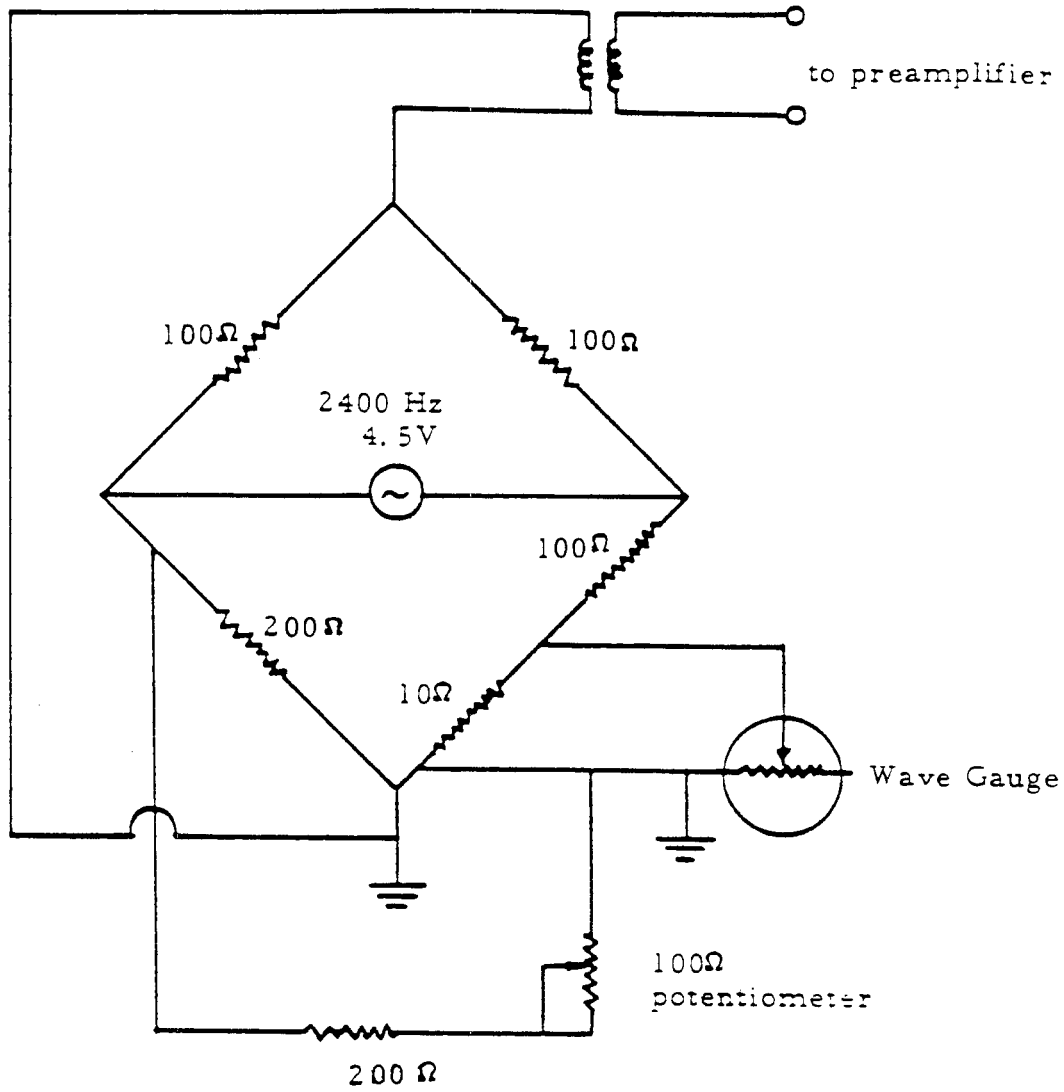 to preamplifier
100Ω
100Ω
2400 Hz
4.5V
100Ω
200Ω
10Ω
Wave Gauge
100Ω
potentiometer
200 Ω